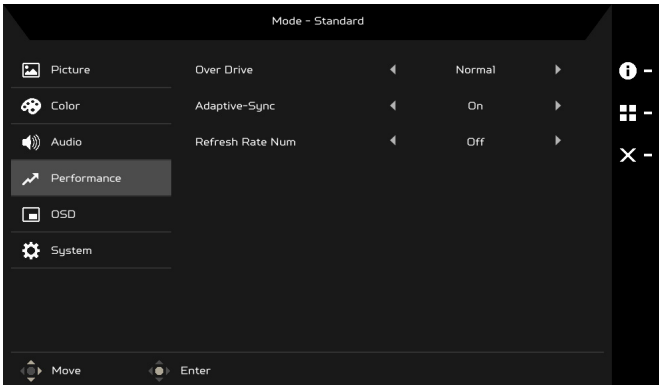 Mode - Standard
Picture
Over Drive Normal
Color
Adaptive-Sync On
Audio
Refresh Rate Num Off
Performance
OSD
System
Move Enter